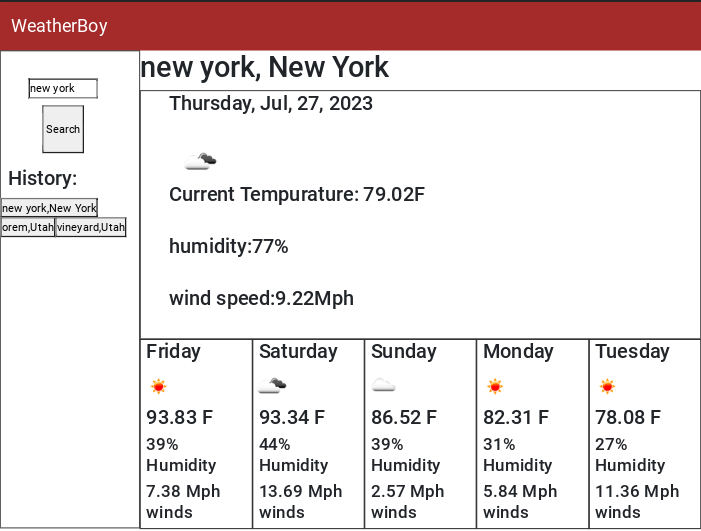 WeatherBoy
new york
Search
History:
new york,New York
orem,Utah vineyard,Utah
new york, New York
Thursday, Jul, 27, 2023
Current Tempurature: 79.02F
humidity:77%
wind speed:9.22Mph
Friday
93.83 F
39%
Humidity
7.38 Mph
winds
Saturday
93.34 F
44%
Humidity
13.69 Mph
winds
Sunday
86.52 F
39%
Humidity
2.57 Mph
winds
Monday
82.31 F
31%
Humidity
5.84 Mph
winds
Tuesday
78.08 F
27%
Humidity
11.36 Mph
winds